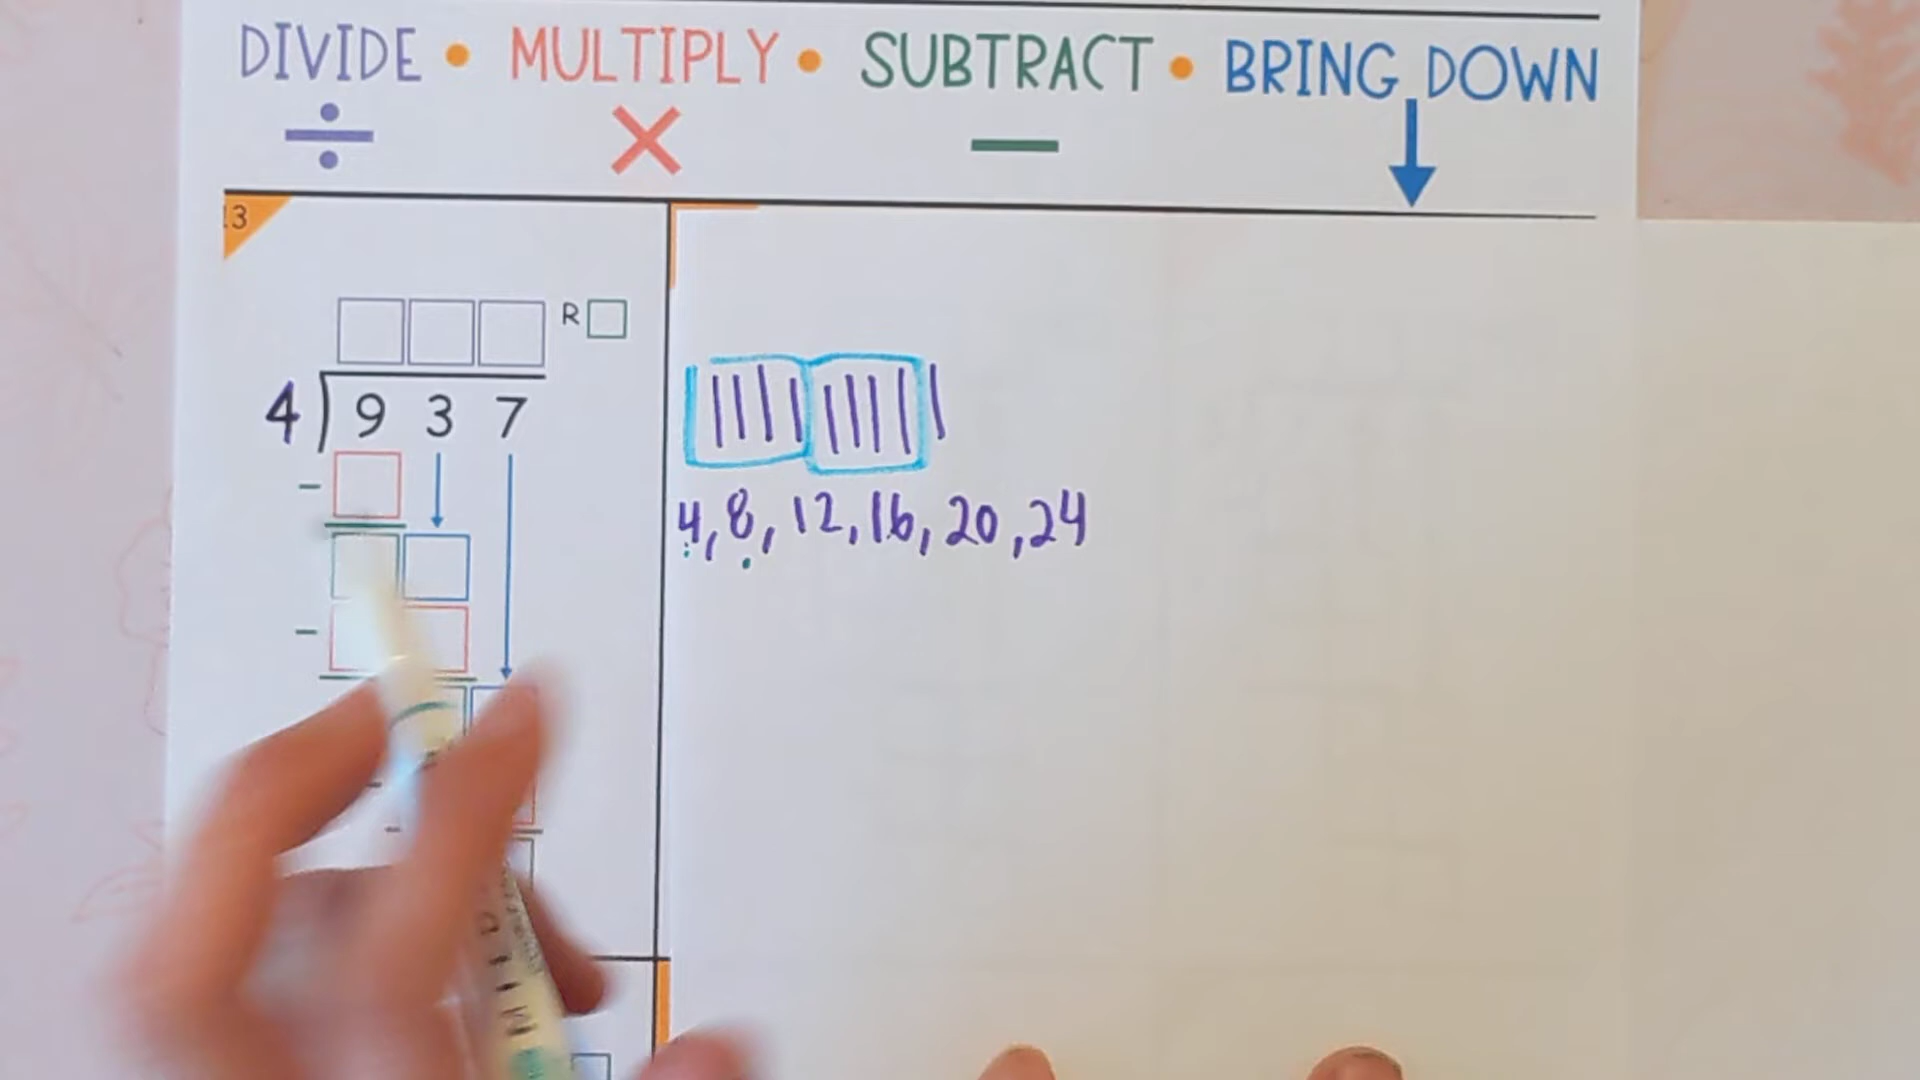 DIVIDE • MULTIPLY • SUBTRACT • BRING DOWN
÷ × —
13
R
4 9 3 7
4, 8, 12, 16, 20, 24